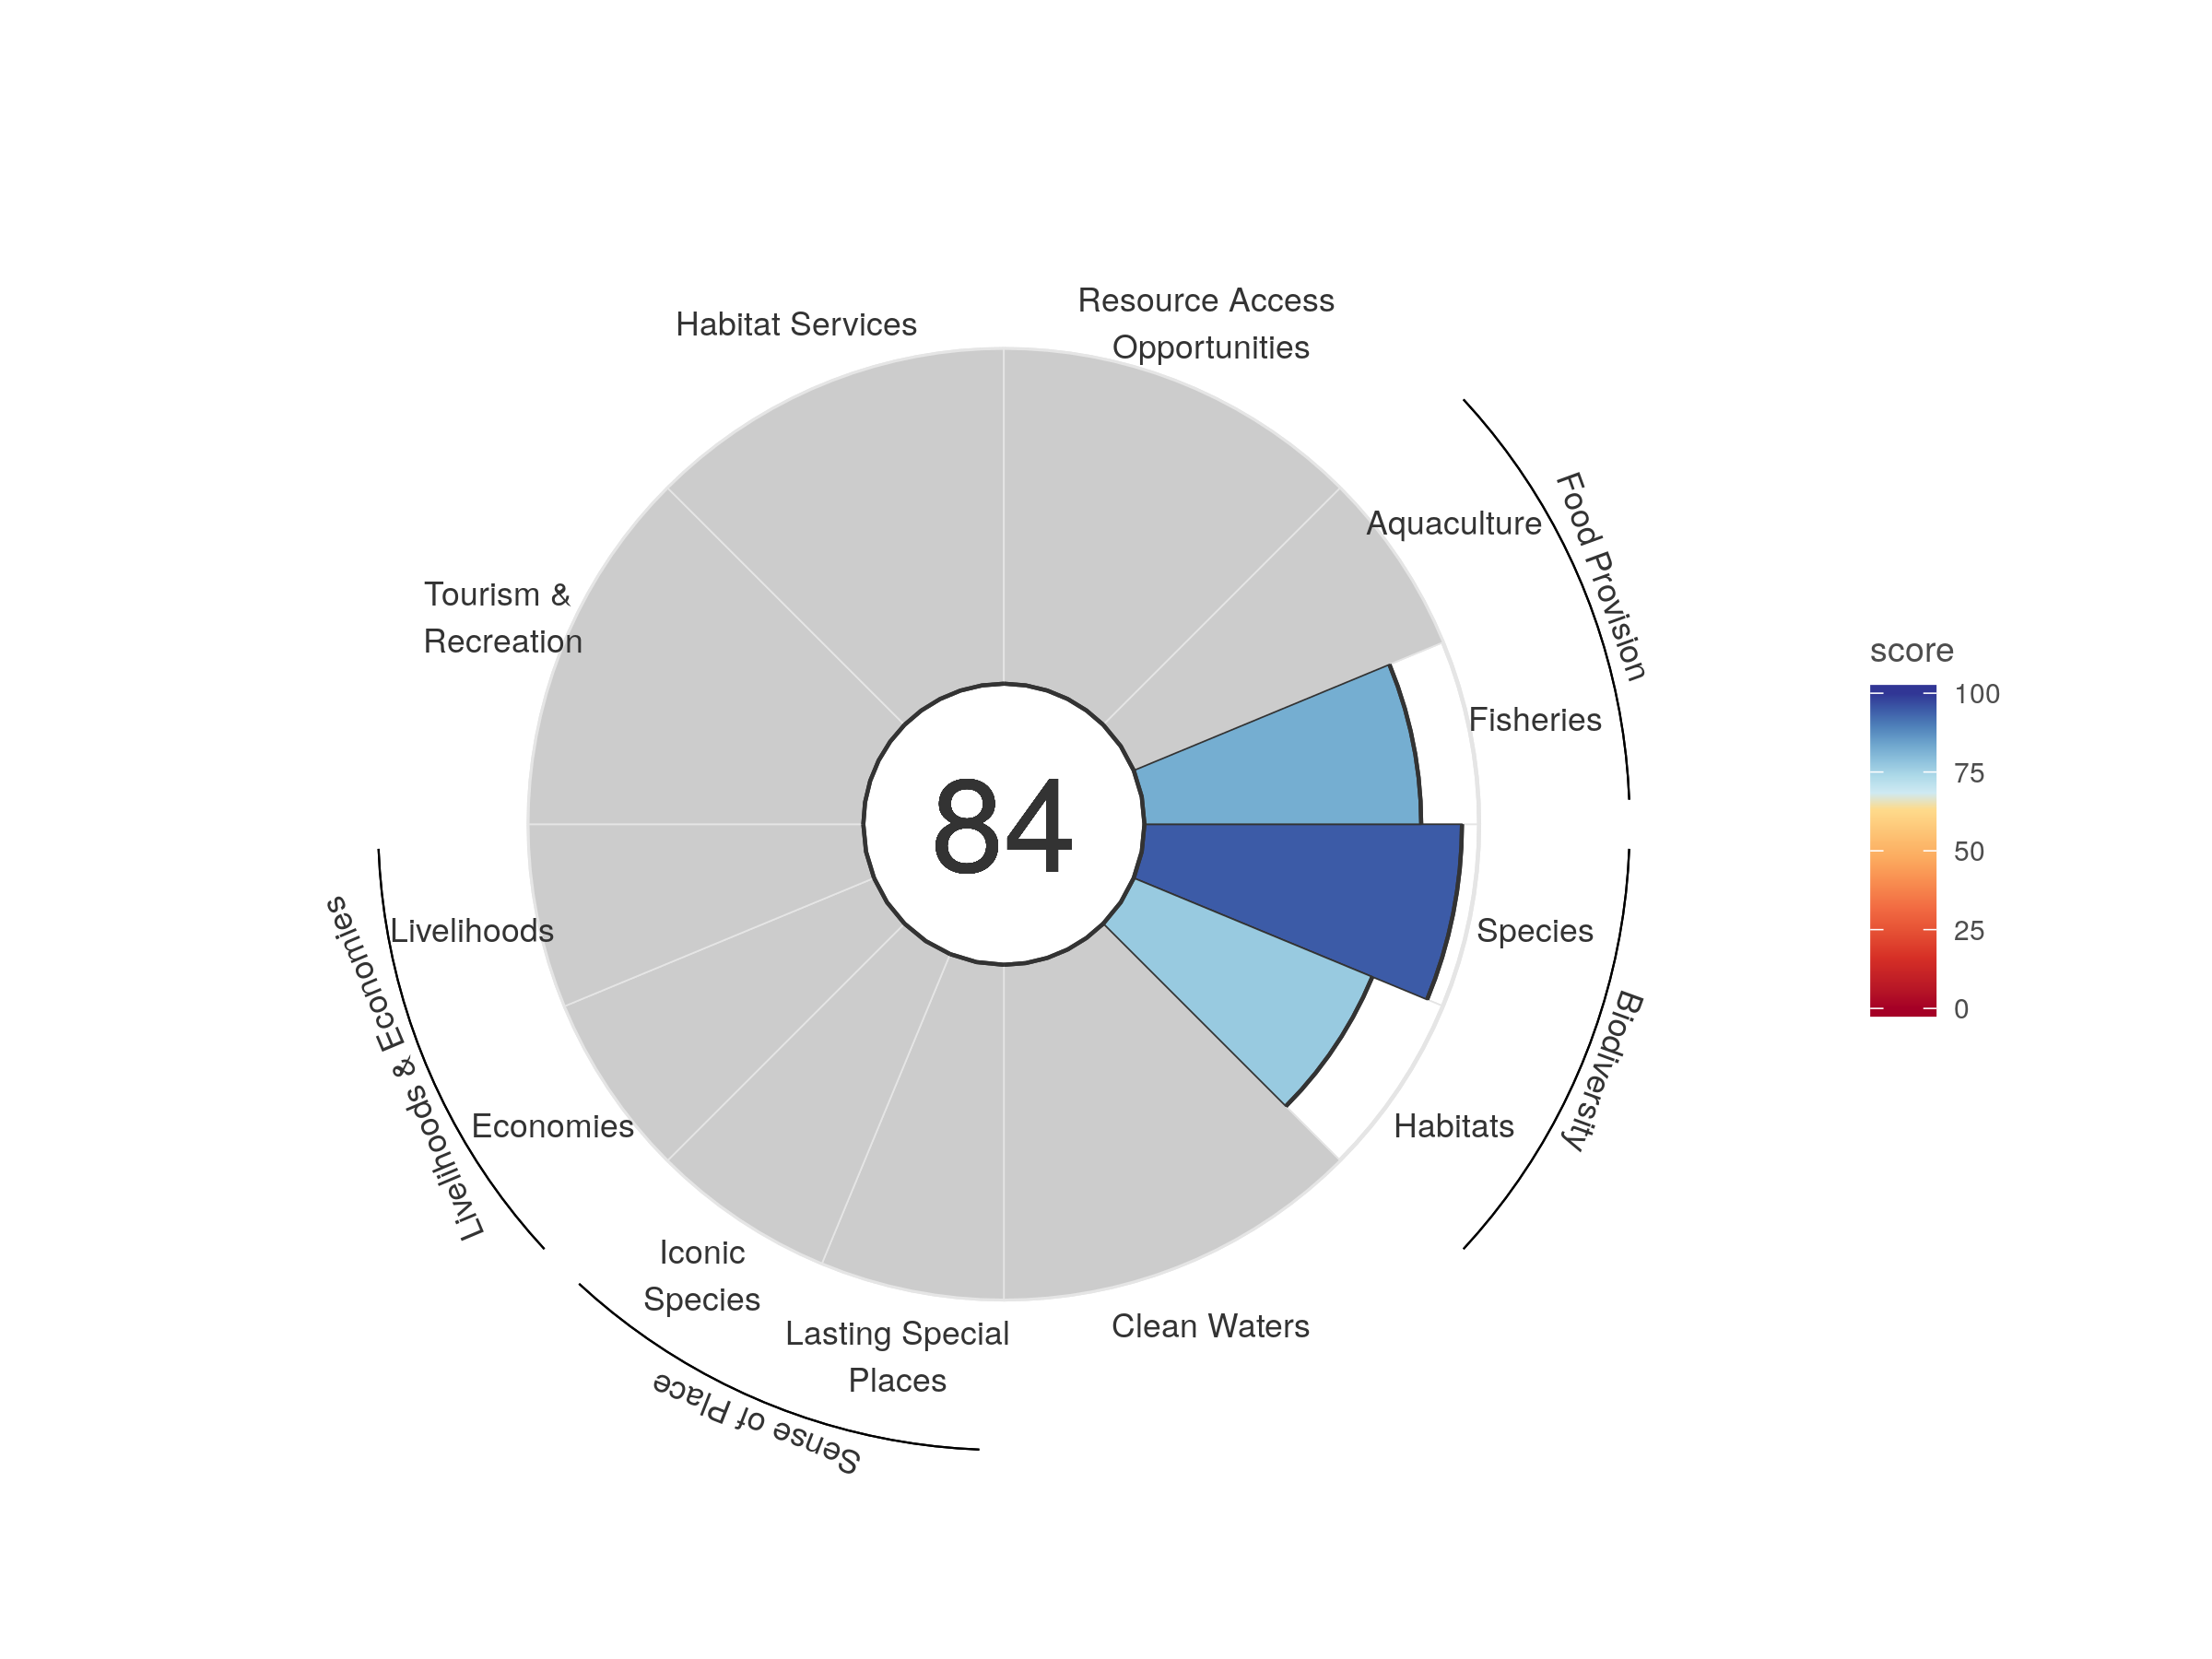 Resource Access
Opportunities
Habitat Services
Aquaculture
Food Provision
Tourism &
Recreation
Fisheries
score
100
75
50
25
0
84
Livelihoods
Species
Livelihoods & Economies
Biodiversity
Economies
Habitats
Iconic
Species
Lasting Special
Places
Clean Waters
Sense of Place